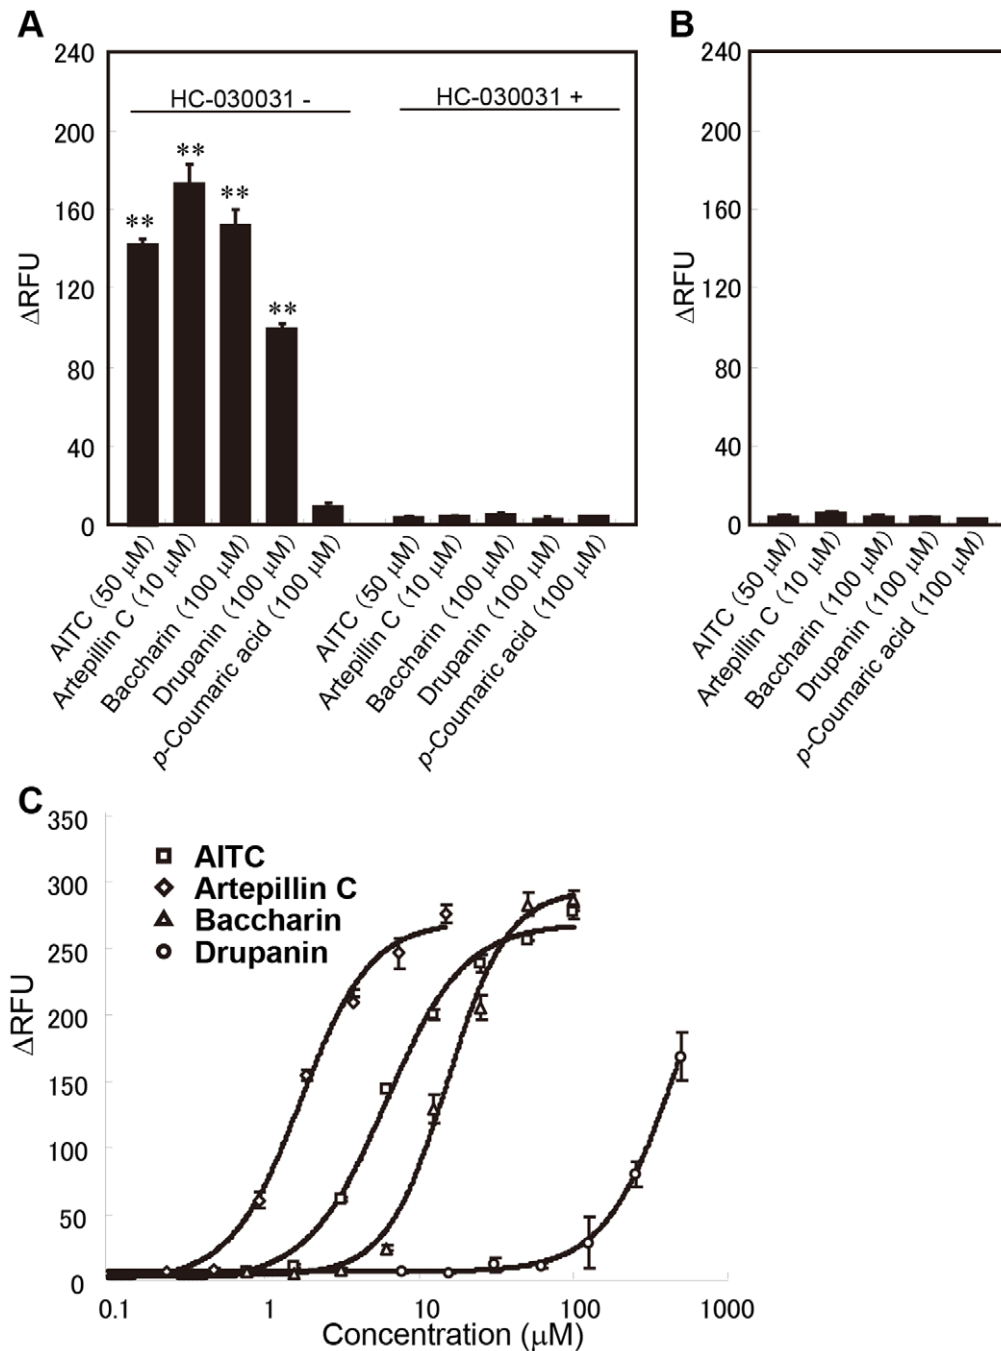 A
240
200
160
120
80
40
0
ΔRFU
HC-030031 -
HC-030031 +
**
**
**
**
AITC (50 μM)
Artepillin C (10 μM)
Baccharin (100 μM)
Drupanin (100 μM)
p-Coumaric acid (100 μM)
AITC (50 μM)
Artepillin C (10 μM)
Baccharin (100 μM)
Drupanin (100 μM)
p-Coumaric acid (100 μM)
B
240
200
160
120
80
40
0
ΔRFU
AITC (50 μM)
Artepillin C (10 μM)
Baccharin (100 μM)
Drupanin (100 μM)
p-Coumaric acid (100 μM)
C
350
300
250
200
150
100
50
0
ΔRFU
AITC
Artepillin C
Baccharin
Drupanin
0.1 1 10 100 1000
Concentration (μM)